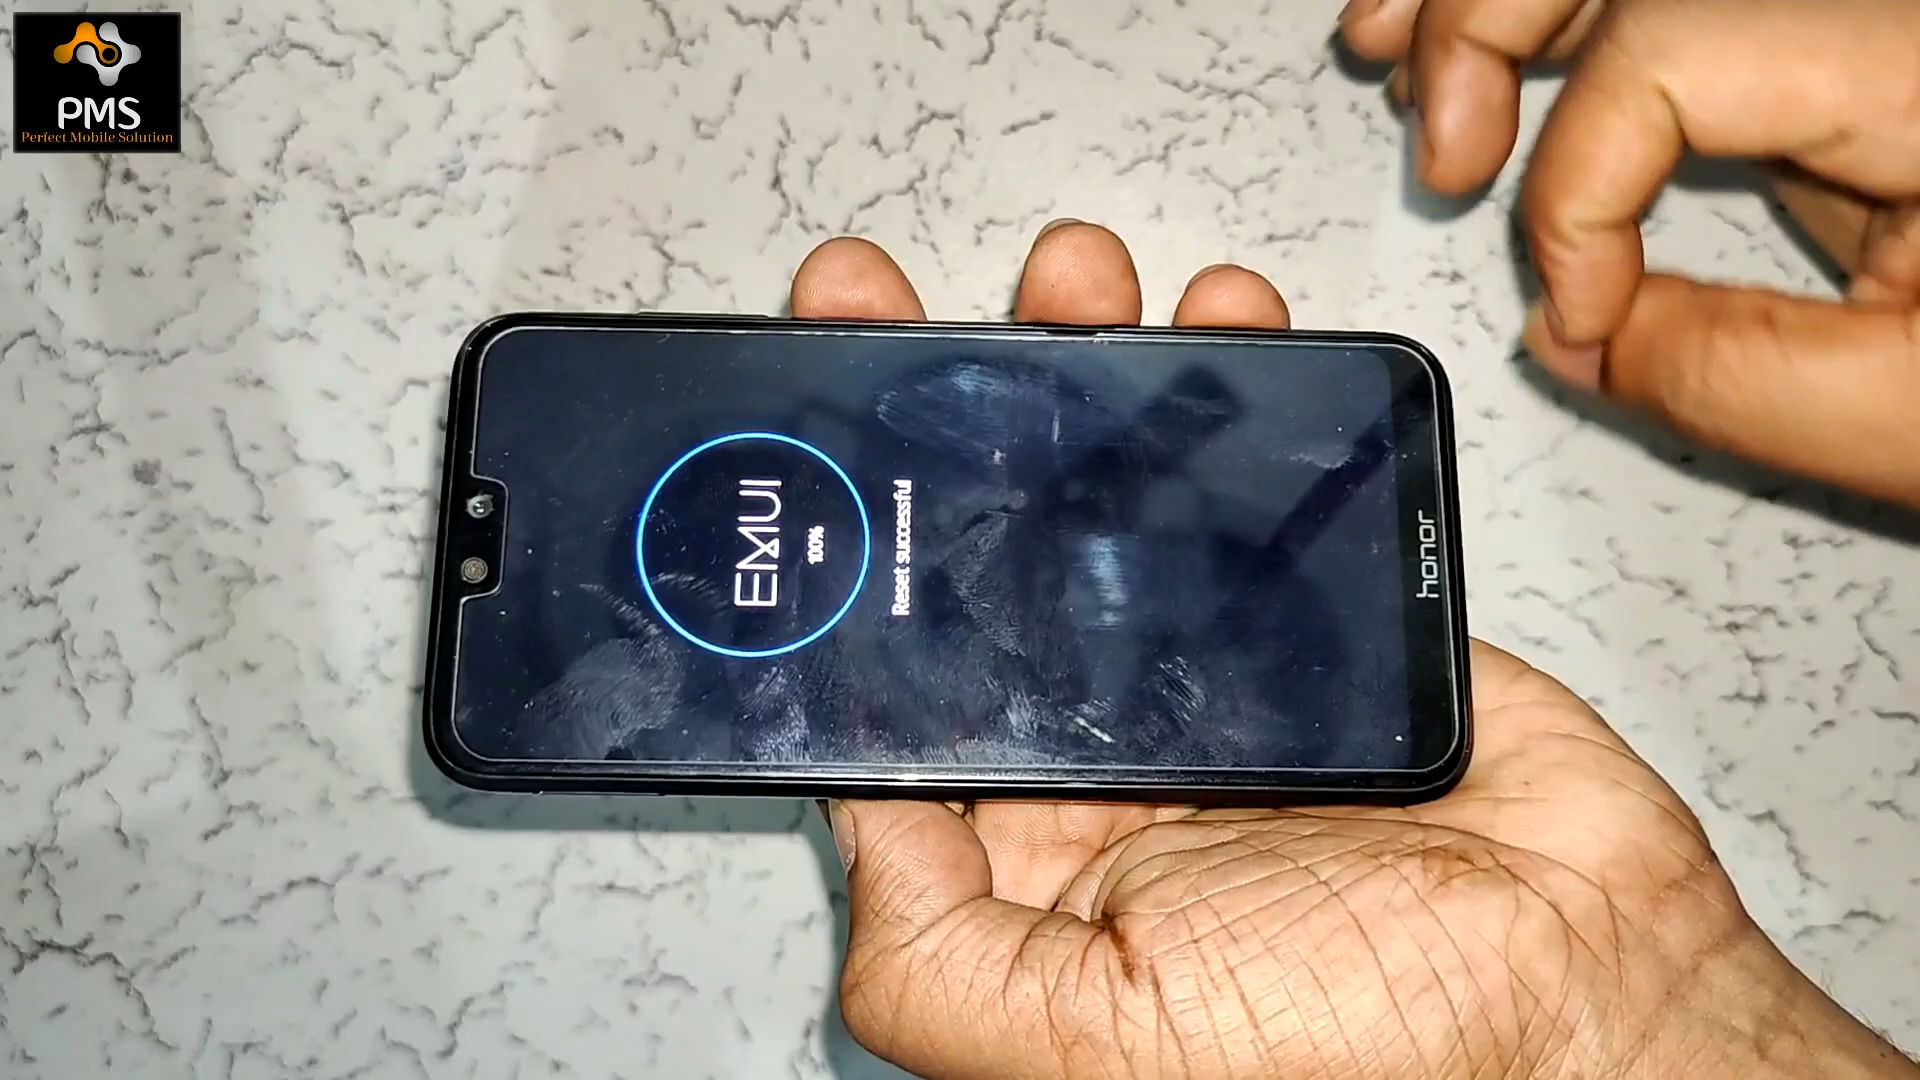 PMS
Perfect Mobile Solution
EMUI
100%
Reset successful
honor